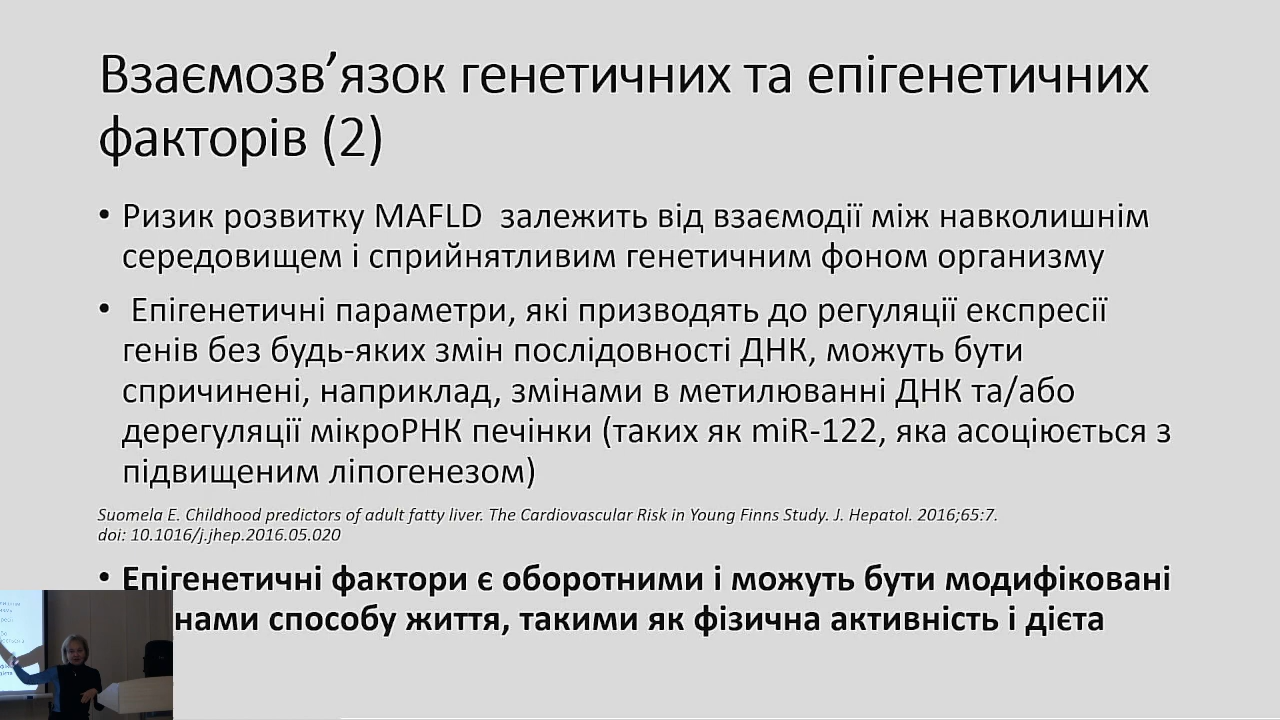 Взаємозв’язок генетичних та епігенетичних
факторів (2)
• Ризик розвитку MAFLD залежить від взаємодії між навколишнім
середовищем і сприйнятливим генетичним фоном організму
• Епігенетичні параметри, які призводять до регуляції експресії
генів без будь-яких змін послідовності ДНК, можуть бути
спричинені, наприклад, змінами в метилюванні ДНК та/або
дерегуляції мікроРНК печінки (таких як miR-122, яка асоціюється з
підвищеним ліпогенезом)
Suomela E. Childhood predictors of adult fatty liver. The Cardiovascular Risk in Young Finns Study. J. Hepatol. 2016;65:7.
doi: 10.1016/j.jhep.2016.05.020
• Епігенетичні фактори є оборотними і можуть бути модифіковані
нами способу життя, такими як фізична активність і дієта